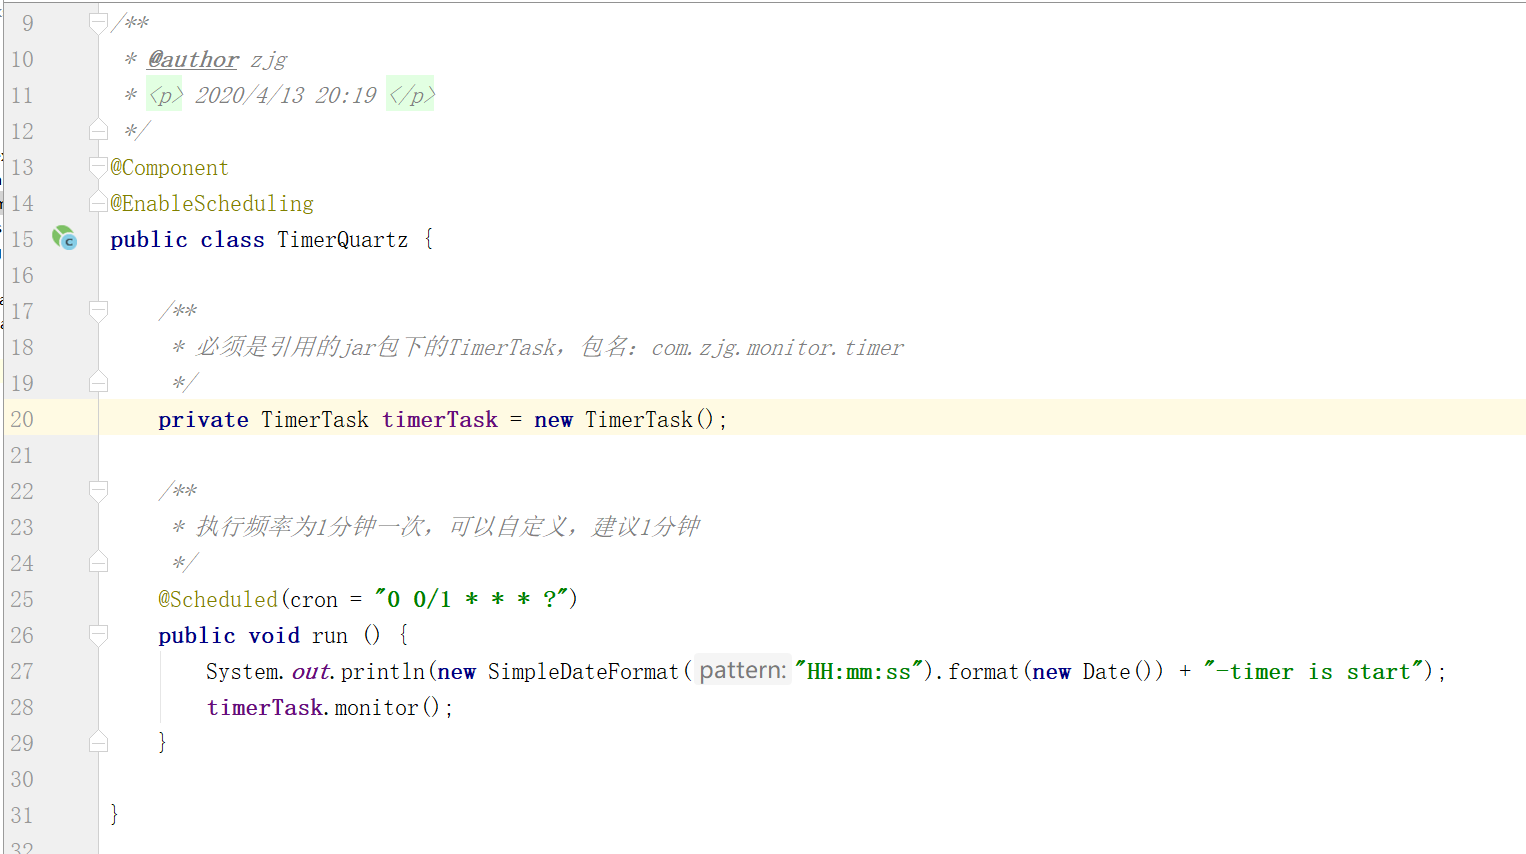 9 /**
10 * @author zjg
11 * <p> 2020/4/13 20:19 </p>
12 */
13 @Component
14 @EnableScheduling
15 public class TimerQuartz {
16
17 /**
18 * 必须是引用的jar包下的TimerTask，包名：com.zjg.monitor.timer
19 */
20 private TimerTask timerTask = new TimerTask();
21
22 /**
23 * 执行频率为1分钟一次，可以自定义，建议1分钟
24 */
25 @Scheduled(cron = "0 0/1 * * * ?")
26 public void run () {
27 System.out.println(new SimpleDateFormat( pattern: "HH:mm:ss").format(new Date()) + "-timer is start");
28 timerTask.monitor();
29 }
30
31 }
32